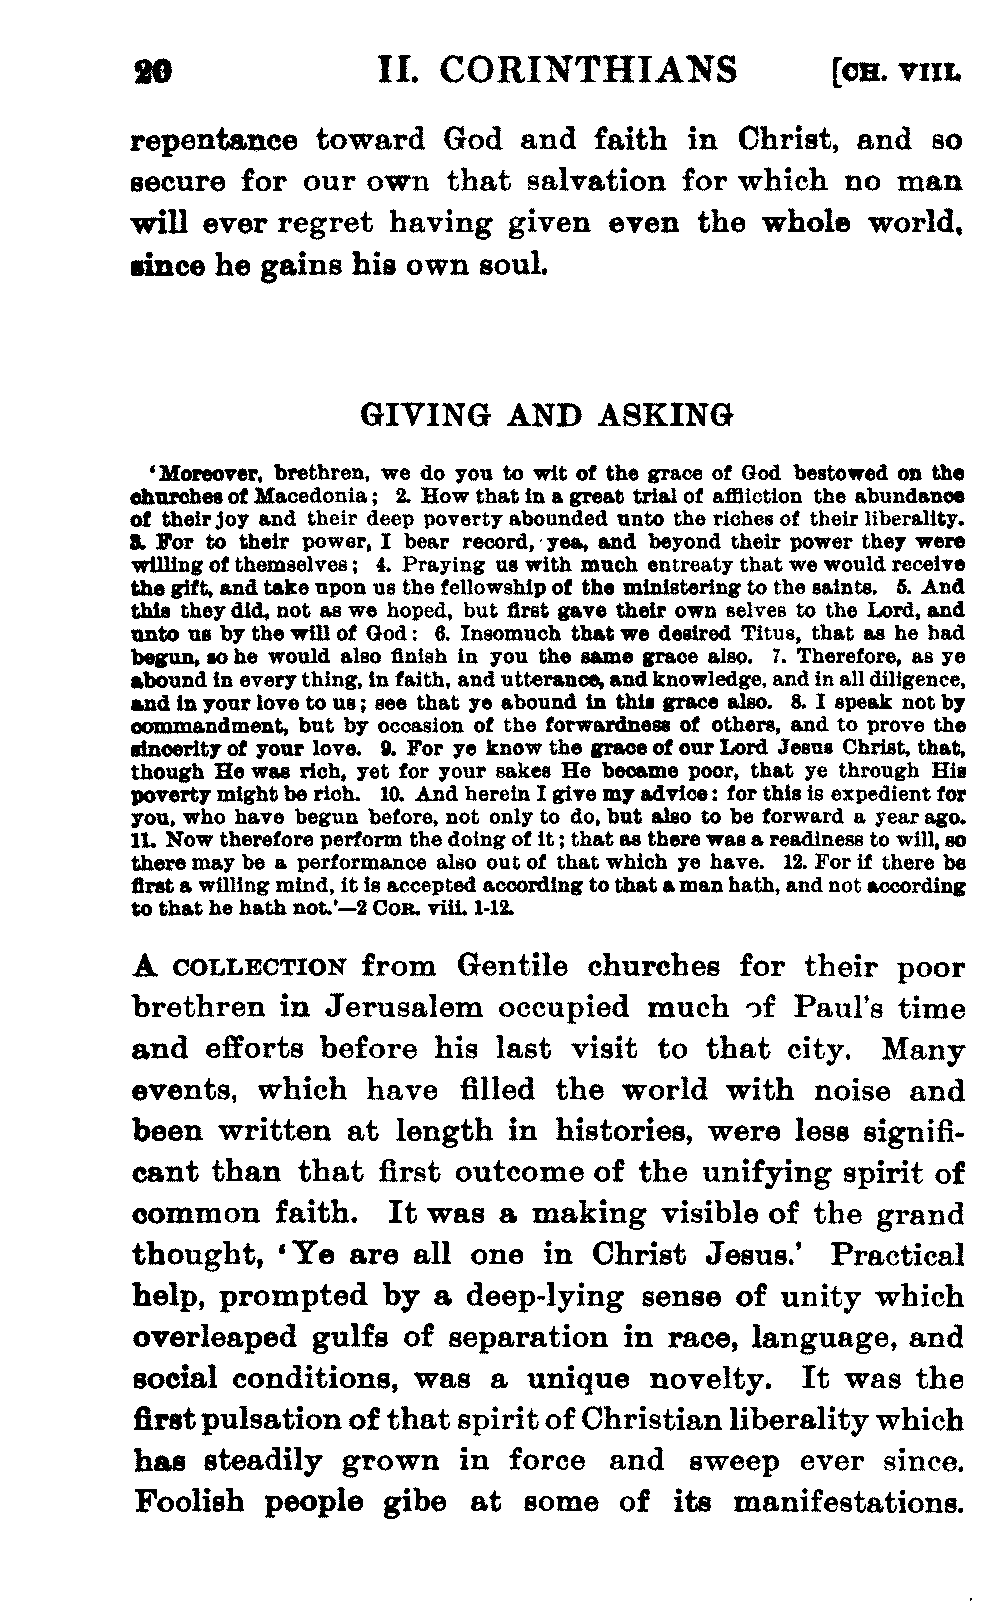 20 II. CORINTHIANS [CH. VIII.
repentance toward God and faith in Christ, and so
secure for our own that salvation for which no man
will ever regret having given even the whole world,
since he gains his own soul.
GIVING AND ASKING
'Moreover, brethren, we do you to wit of the grace of God bestowed on the
churches of Macedonia; 2. How that in a great trial of affliction the abundance
of their joy and their deep poverty abounded unto the riches of their liberality.
3. For to their power, I bear record, yea, and beyond their power they were
willing of themselves; 4. Praying us with much entreaty that we would receive
the gift, and take upon us the fellowship of the ministering to the saints. 5. And
this they did, not as we hoped, but first gave their own selves to the Lord, and
unto us by the will of God: 6. Insomuch that we desired Titus, that as he had
begun, so he would also finish in you the same grace also. 7. Therefore, as ye
abound in every thing, in faith, and utterance, and knowledge, and in all diligence,
and in your love to us; see that ye abound in this grace also. 8. I speak not by
commandment, but by occasion of the forwardness of others, and to prove the
sincerity of your love. 9. For ye know the grace of our Lord Jesus Christ, that,
though He was rich, yet for your sakes He became poor, that ye through His
poverty might be rich. 10. And herein I give my advice: for this is expedient for
you, who have begun before, not only to do, but also to be forward a year ago.
11. Now therefore perform the doing of it; that as there was a readiness to will, so
there may be a performance also out of that which ye have. 12. For if there be
first a willing mind, it is accepted according to that a man hath, and not according
to that he hath not.'—2 COR. viii. 1-12.
A COLLECTION from Gentile churches for their poor
brethren in Jerusalem occupied much of Paul's time
and efforts before his last visit to that city. Many
events, which have filled the world with noise and
been written at length in histories, were less signifi-
cant than that first outcome of the unifying spirit of
common faith. It was a making visible of the grand
thought, 'Ye are all one in Christ Jesus.' Practical
help, prompted by a deep-lying sense of unity which
overleaped gulfs of separation in race, language, and
social conditions, was a unique novelty. It was the
first pulsation of that spirit of Christian liberality which
has steadily grown in force and sweep ever since.
Foolish people gibe at some of its manifestations.